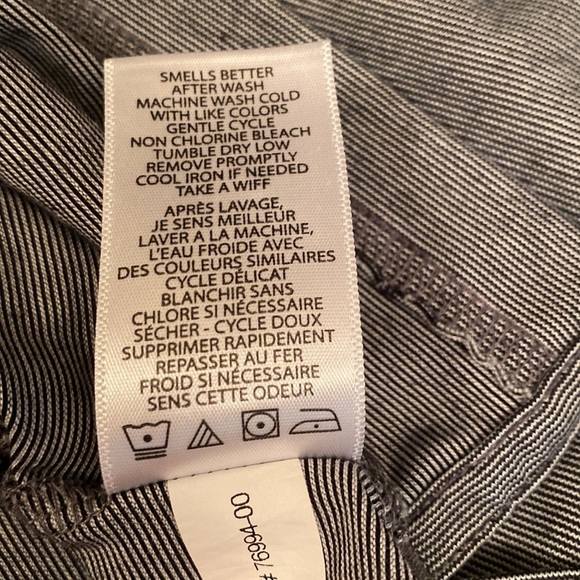 SMELLS BETTER
AFTER WASH
MACHINE WASH COLD
WITH LIKE COLORS
GENTLE CYCLE
NON CHLORINE BLEACH
TUMBLE DRY LOW
REMOVE PROMPTLY
COOL IRON IF NEEDED
TAKE A WIFF
APRÈS LAVAGE,
JE SENS MEILLEUR
LAVER A LA MACHINE,
L'EAU FROIDE AVEC
DES COULEURS SIMILAIRES
CYCLE DÉLICAT
BLANCHIR SANS
CHLORE SI NÉCESSAIRE
SÉCHER - CYCLE DOUX
SUPPRIMER RAPIDEMENT
REPASSER AU FER
FROID SI NÉCESSAIRE
SENS CETTE ODEUR
#76994-00